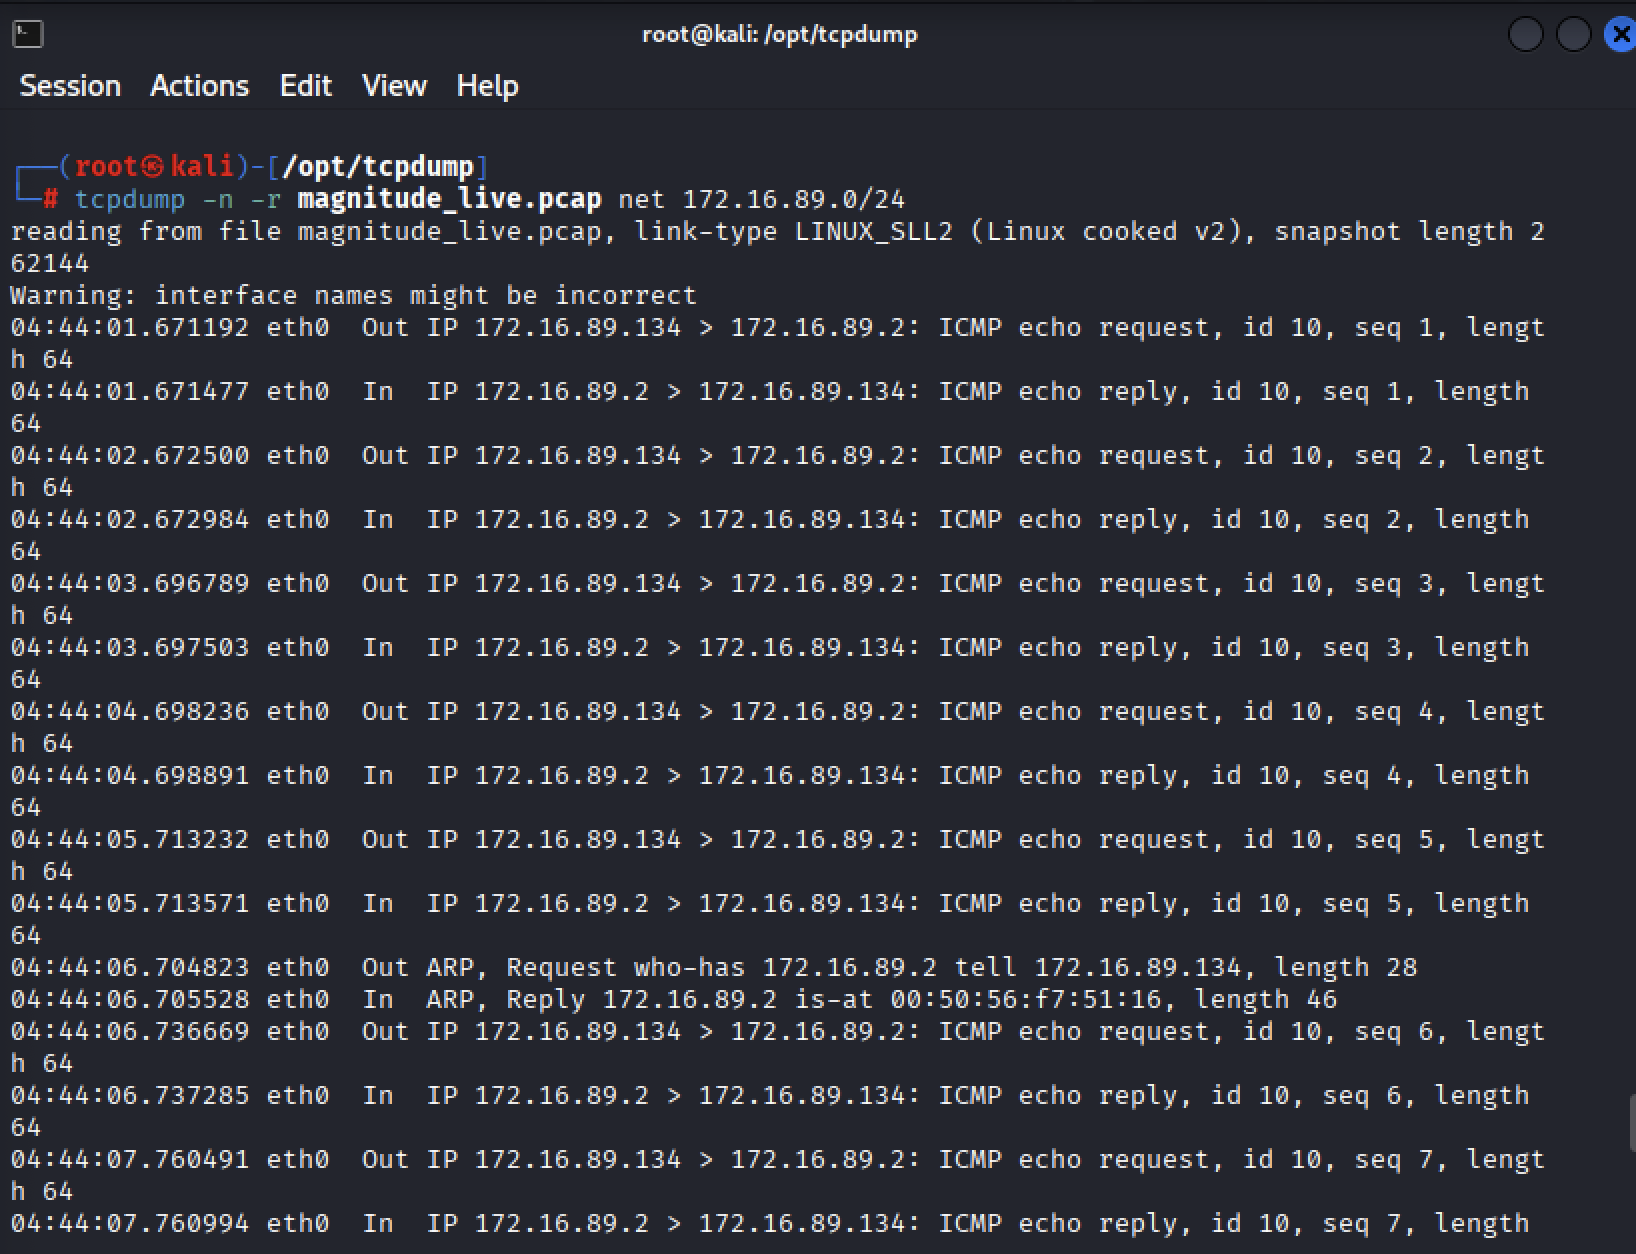 root@kali: /opt/tcpdump
Session Actions Edit View Help
┌──(root㉿kali)-[/opt/tcpdump]
└─# tcpdump -n -r magnitude_live.pcap net 172.16.89.0/24
reading from file magnitude_live.pcap, link-type LINUX_SLL2 (Linux cooked v2), snapshot length 2
62144
Warning: interface names might be incorrect
04:44:01.671192 eth0  Out IP 172.16.89.134 > 172.16.89.2: ICMP echo request, id 10, seq 1, lengt
h 64
04:44:01.671477 eth0  In  IP 172.16.89.2 > 172.16.89.134: ICMP echo reply, id 10, seq 1, length
64
04:44:02.672500 eth0  Out IP 172.16.89.134 > 172.16.89.2: ICMP echo request, id 10, seq 2, lengt
h 64
04:44:02.672984 eth0  In  IP 172.16.89.2 > 172.16.89.134: ICMP echo reply, id 10, seq 2, length
64
04:44:03.696789 eth0  Out IP 172.16.89.134 > 172.16.89.2: ICMP echo request, id 10, seq 3, lengt
h 64
04:44:03.697503 eth0  In  IP 172.16.89.2 > 172.16.89.134: ICMP echo reply, id 10, seq 3, length
64
04:44:04.698236 eth0  Out IP 172.16.89.134 > 172.16.89.2: ICMP echo request, id 10, seq 4, lengt
h 64
04:44:04.698891 eth0  In  IP 172.16.89.2 > 172.16.89.134: ICMP echo reply, id 10, seq 4, length
64
04:44:05.713232 eth0  Out IP 172.16.89.134 > 172.16.89.2: ICMP echo request, id 10, seq 5, lengt
h 64
04:44:05.713571 eth0  In  IP 172.16.89.2 > 172.16.89.134: ICMP echo reply, id 10, seq 5, length
64
04:44:06.704823 eth0  Out ARP, Request who-has 172.16.89.2 tell 172.16.89.134, length 28
04:44:06.705528 eth0  In  ARP, Reply 172.16.89.2 is-at 00:50:56:f7:51:16, length 46
04:44:06.736669 eth0  Out IP 172.16.89.134 > 172.16.89.2: ICMP echo request, id 10, seq 6, lengt
h 64
04:44:06.737285 eth0  In  IP 172.16.89.2 > 172.16.89.134: ICMP echo reply, id 10, seq 6, length
64
04:44:07.760491 eth0  Out IP 172.16.89.134 > 172.16.89.2: ICMP echo request, id 10, seq 7, lengt
h 64
04:44:07.760994 eth0  In  IP 172.16.89.2 > 172.16.89.134: ICMP echo reply, id 10, seq 7, length